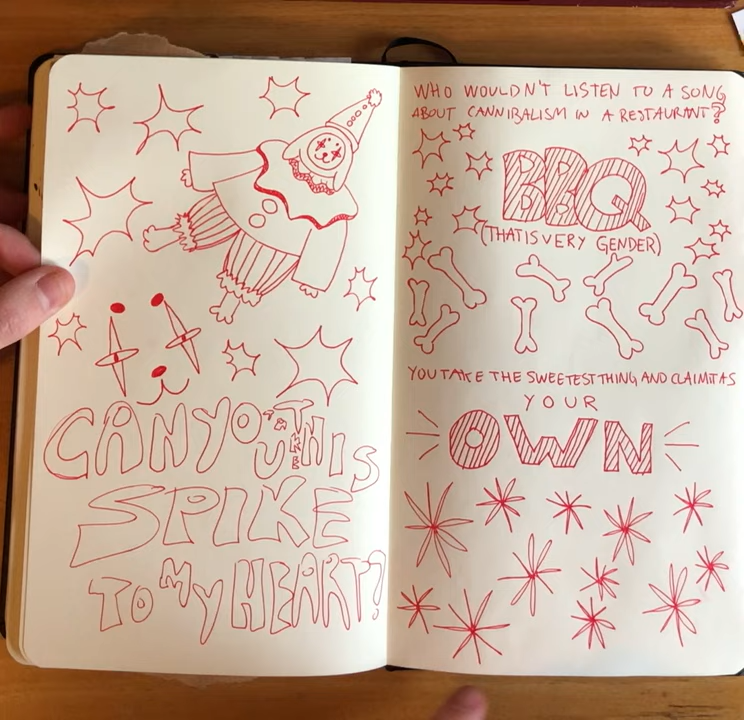 CAN YOU THIS
SPIKE
TO MY HEART?
WHO WOULDN'T LISTEN TO A SONG
ABOUT CANNIBALISM IN A RESTAURANT?
BBQ
(THAT IS VERY GENDER)
YOU TAKE THE SWEETEST THING AND CLAIM IT AS
YOUR
OWN